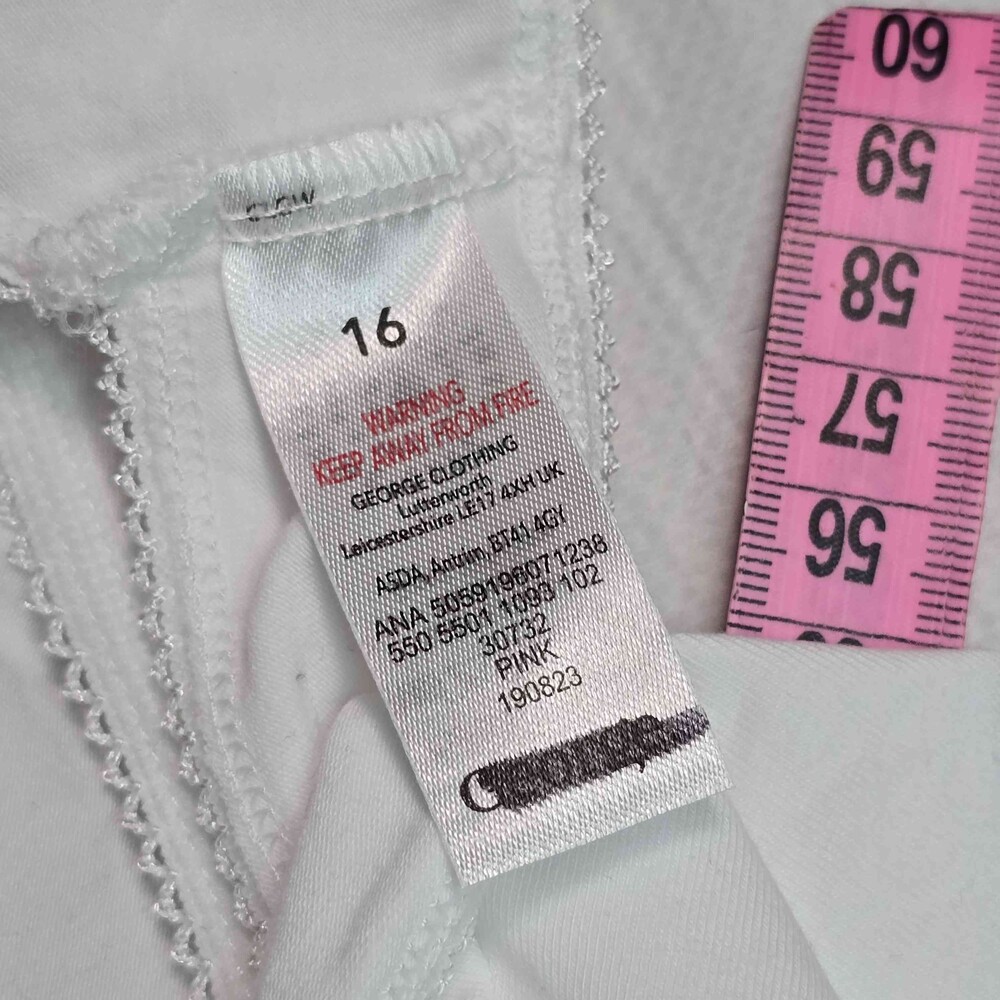 16
WARNING
KEEP AWAY FROM FIRE
GEORGE CLOTHING
Lutterworth
Leicestershire LE17 4XH UK
ASDA, Antrim, BT41 4GY
ANA 5059196071238
550 5501 1093 102
30732
PINK
190823
60
59
58
57
56